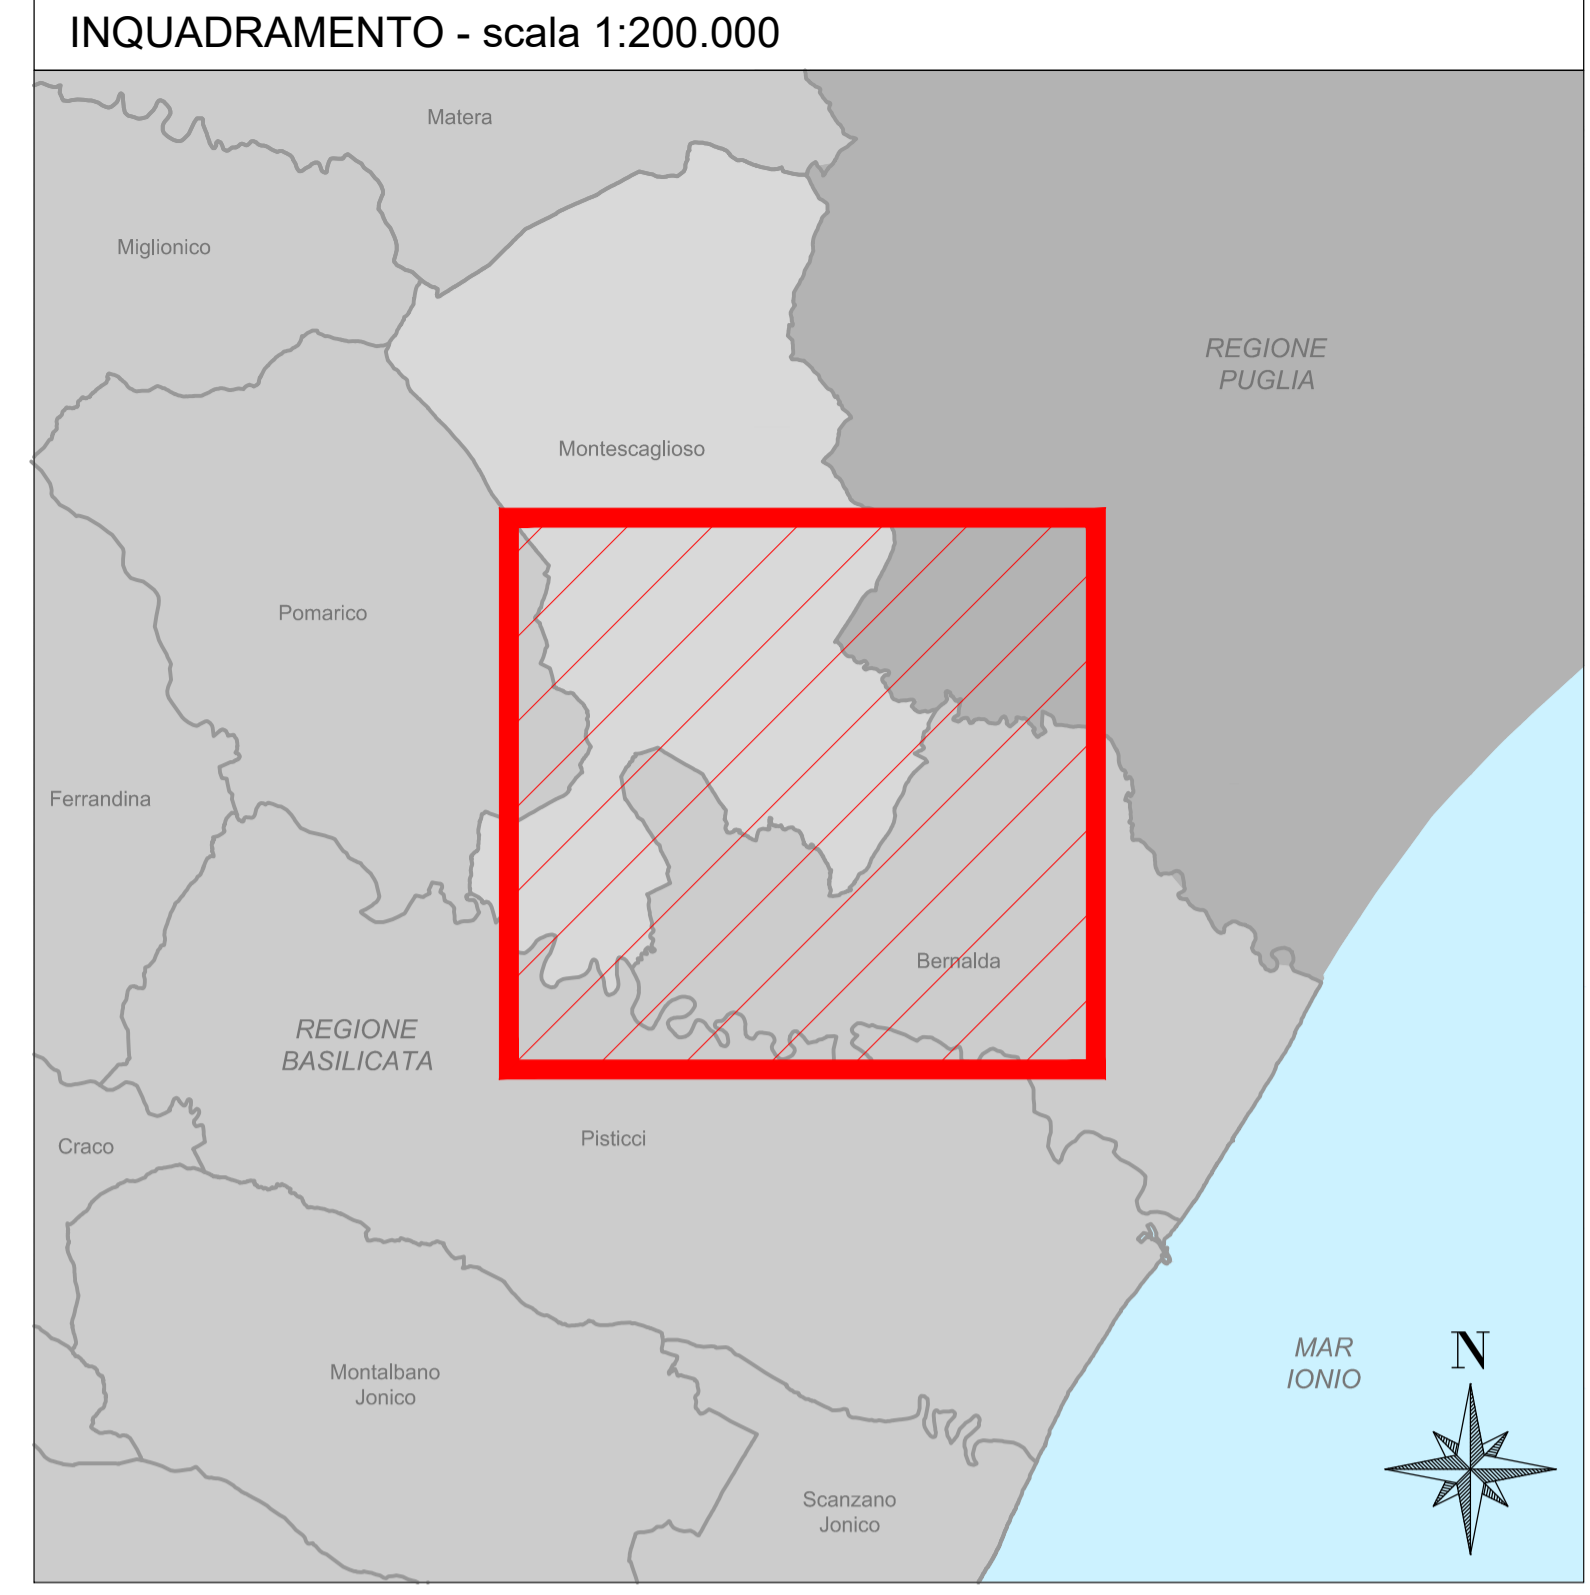 INQUADRAMENTO - scala 1:200.000
Matera
Miglionico
REGIONE
PUGLIA
Montescaglioso
Pomarico
Ferrandina
Bernalda
REGIONE
BASILICATA
Pisticci
Craco
MAR
IONIO
N
Montalbano
Jonico
Scanzano
Jonico